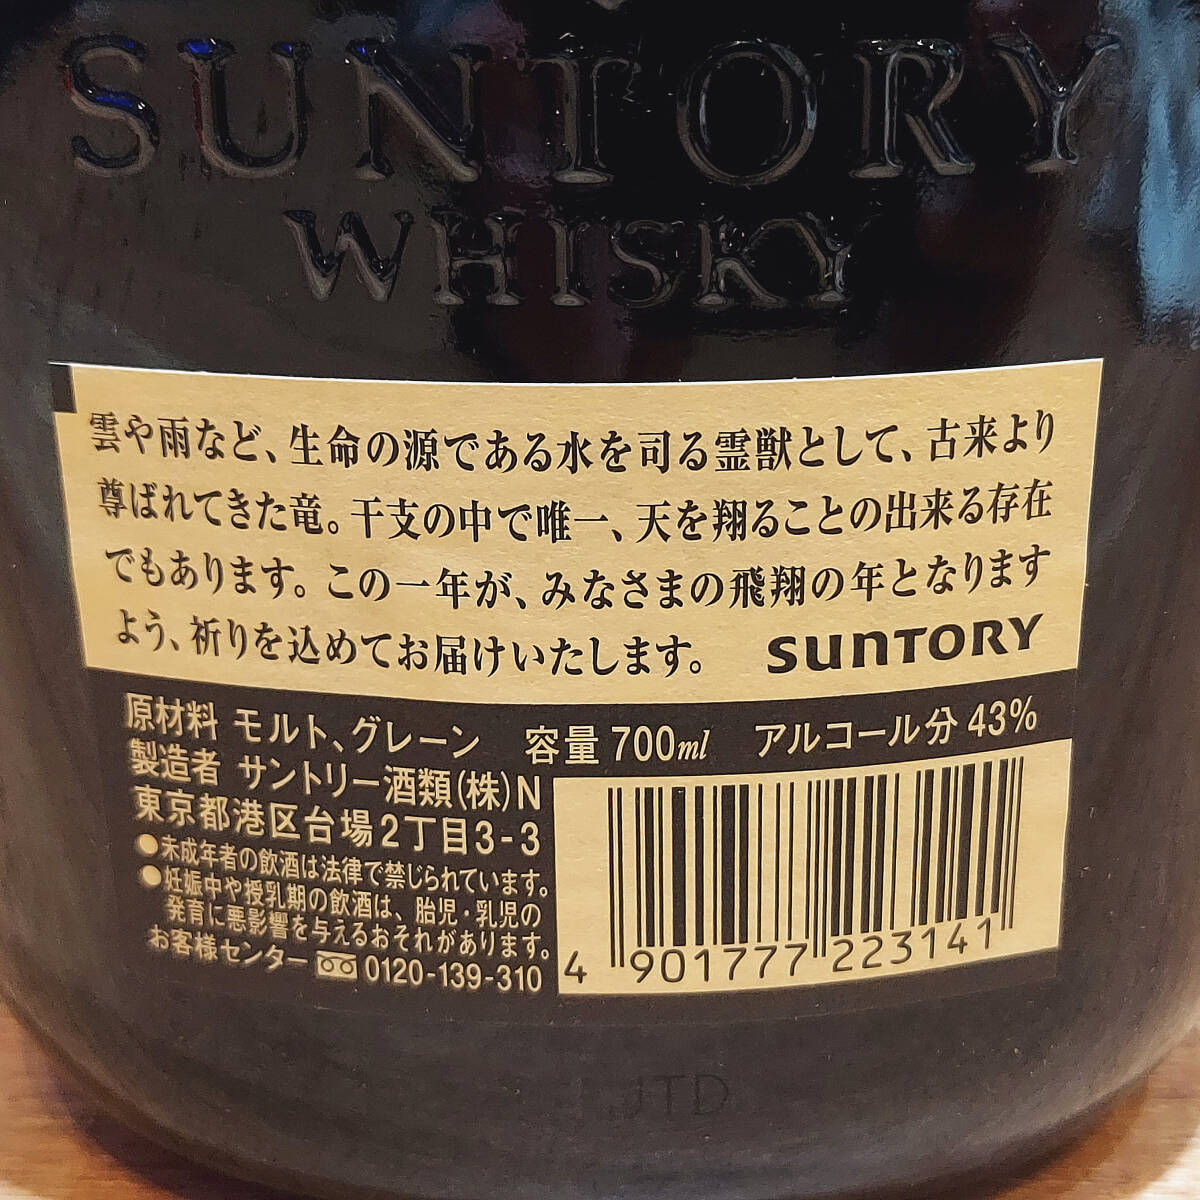 SUNTORY
WHISKY
雲や雨など、生命の源である水を司る霊獣として、古来より
尊ばれてきた竜。干支の中で唯一、天を翔ることの出来る存在
でもあります。この一年が、みなさまの飛翔の年となります
よう、祈りを込めてお届けいたします。 SUNTORY
原材料 モルト、グレーン 容量 700ml アルコール分 43%
製造者 サントリー酒類(株)N
東京都港区台場2丁目3-3
●未成年者の飲酒は法律で禁じられています。
●妊娠中や授乳期の飲酒は、胎児・乳児の
発育に悪影響を与えるおそれがあります。
お客様センター 0120-139-310
4 901777 223141
JTD